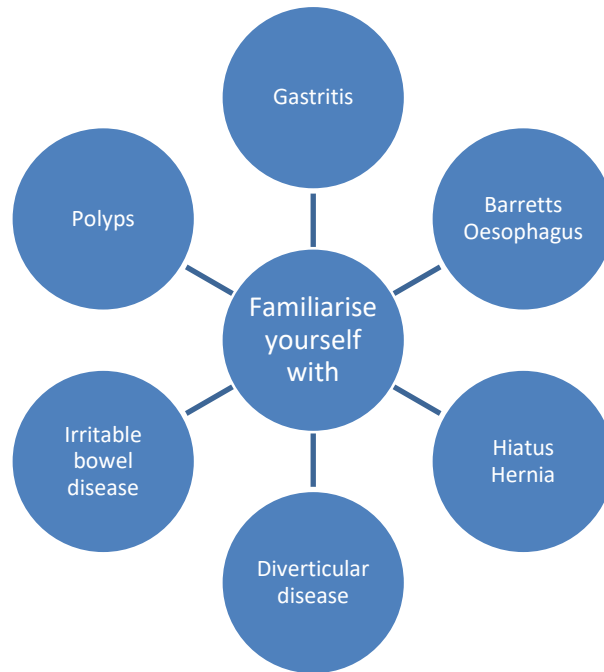 Gastritis
Barretts
Oesophagus
Hiatus
Hernia
Diverticular
disease
Irritable
bowel
disease
Polyps
Familiarise
yourself
with